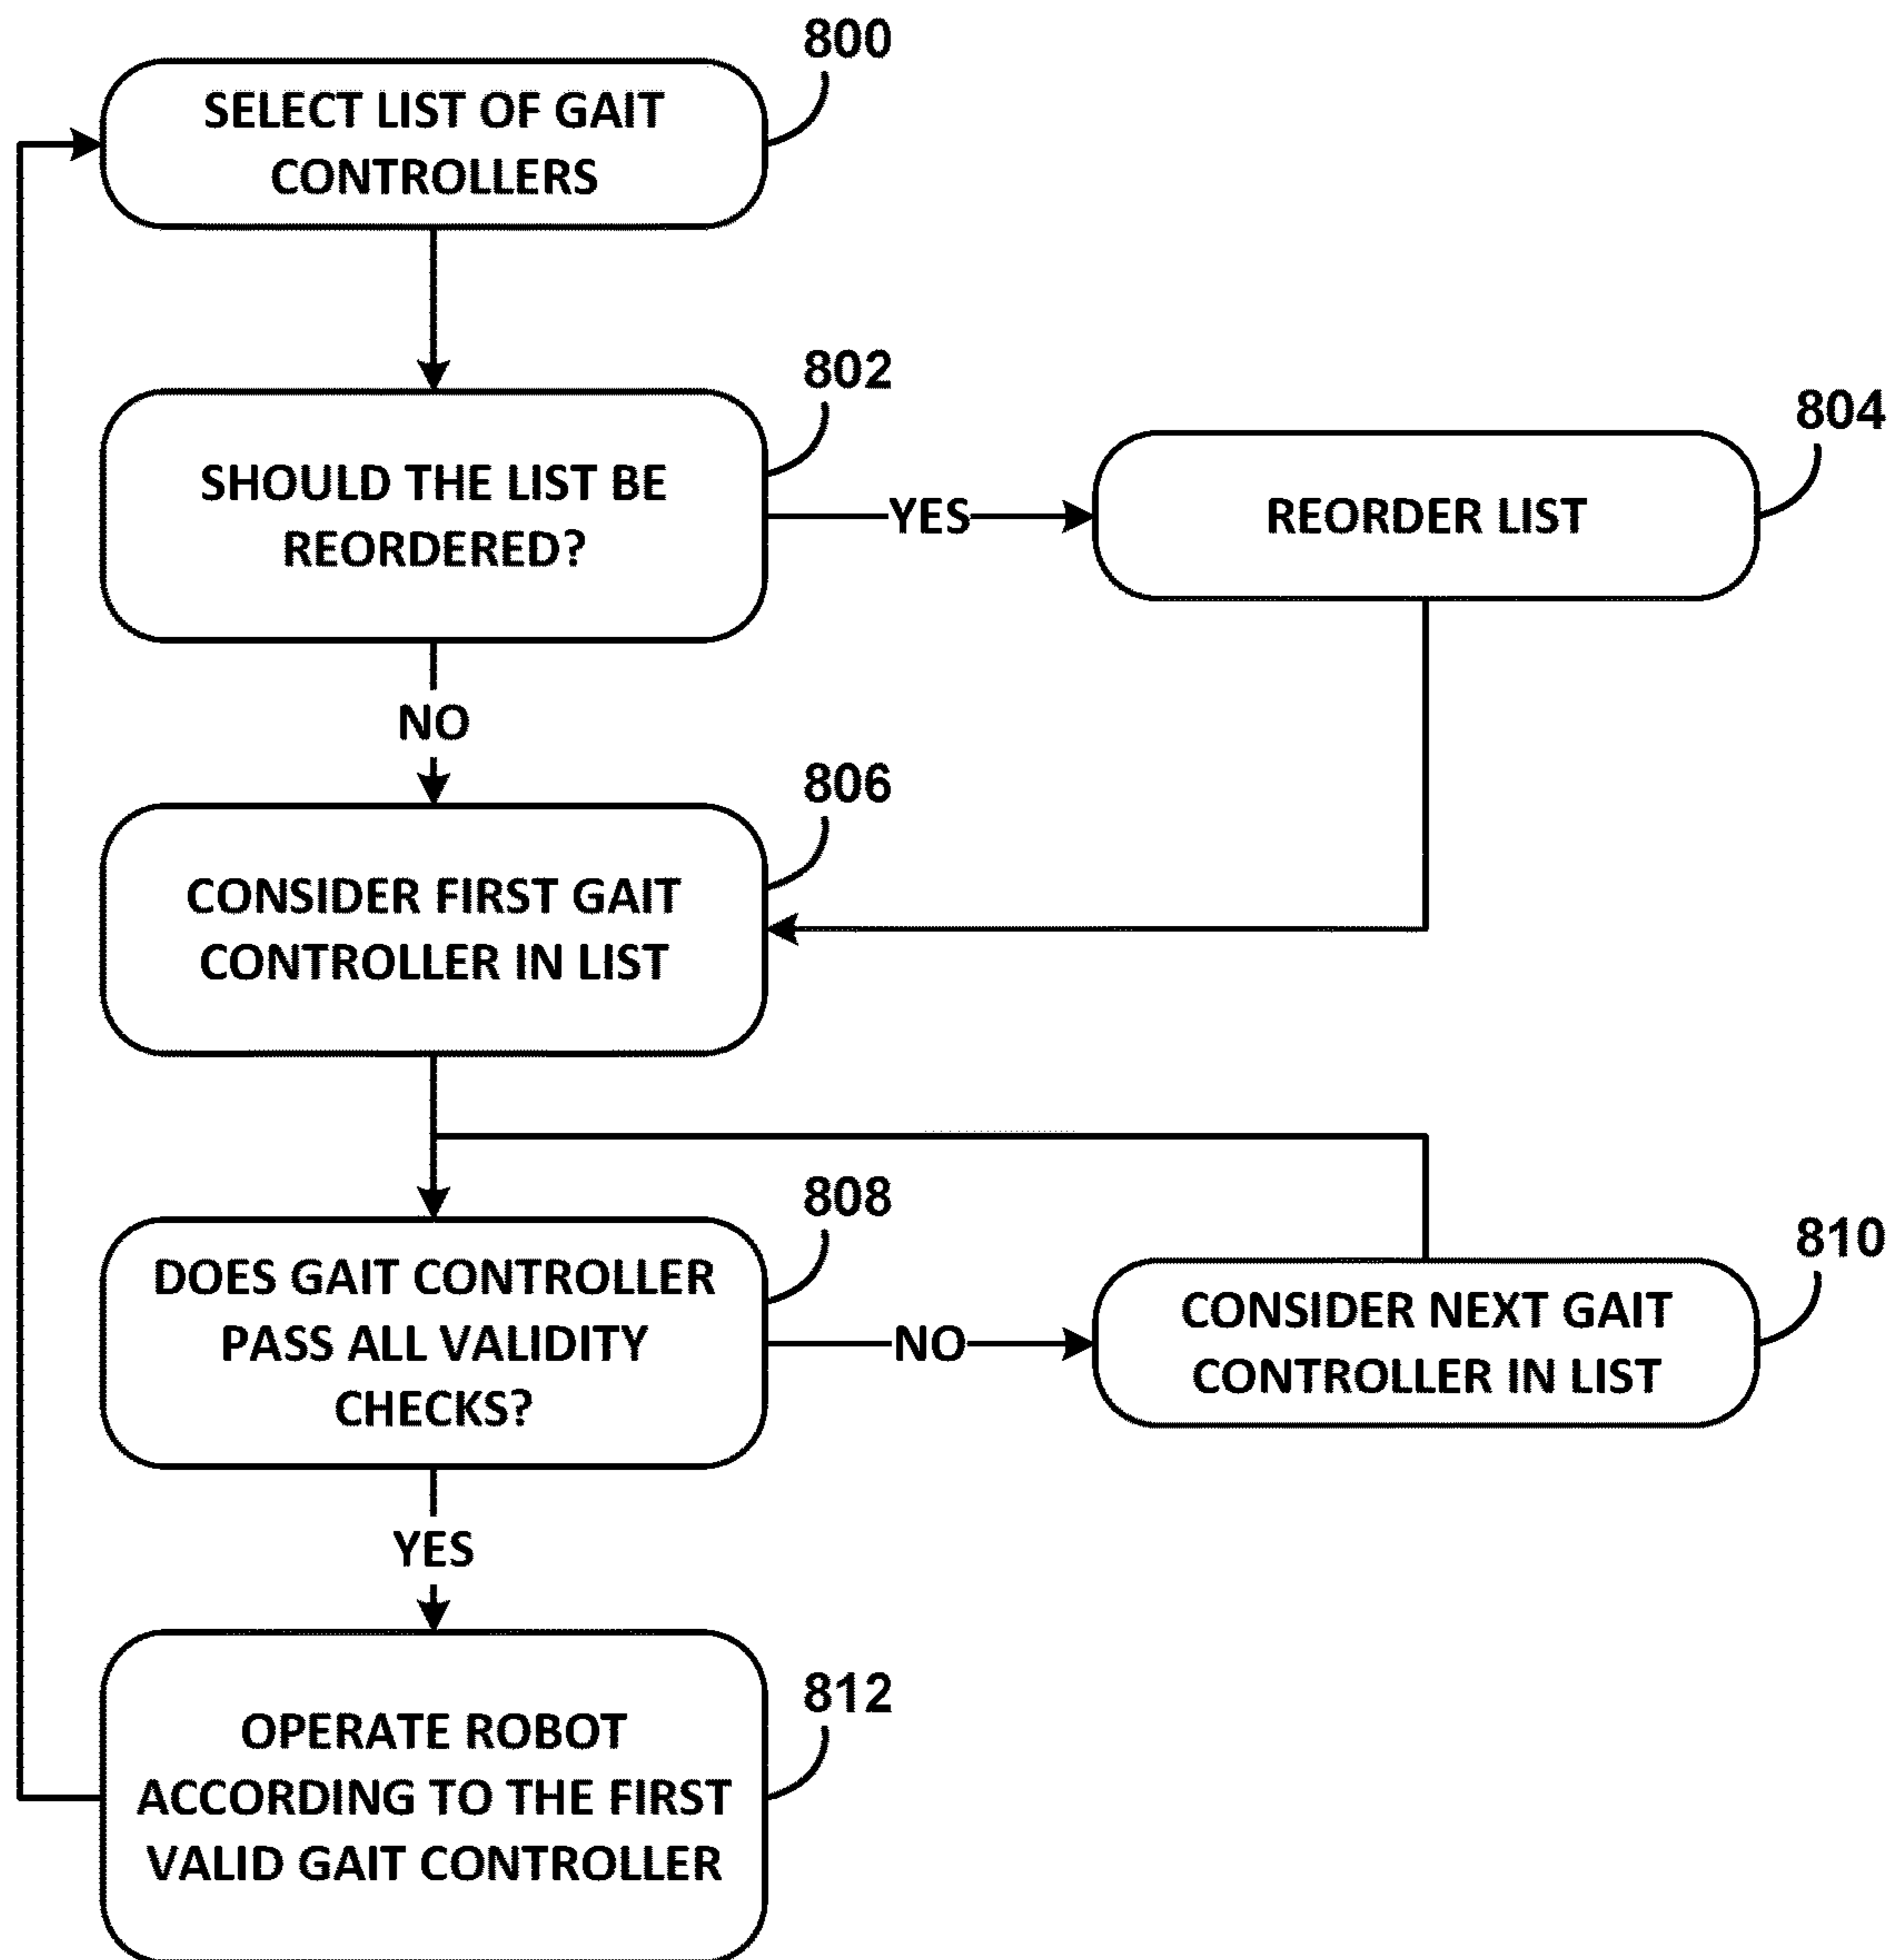 800
SELECT LIST OF GAIT
CONTROLLERS
802
SHOULD THE LIST BE
REORDERED?
YES
804
REORDER LIST
NO
806
CONSIDER FIRST GAIT
CONTROLLER IN LIST
808
DOES GAIT CONTROLLER
PASS ALL VALIDITY
CHECKS?
NO
810
CONSIDER NEXT GAIT
CONTROLLER IN LIST
YES
812
OPERATE ROBOT
ACCORDING TO THE FIRST
VALID GAIT CONTROLLER